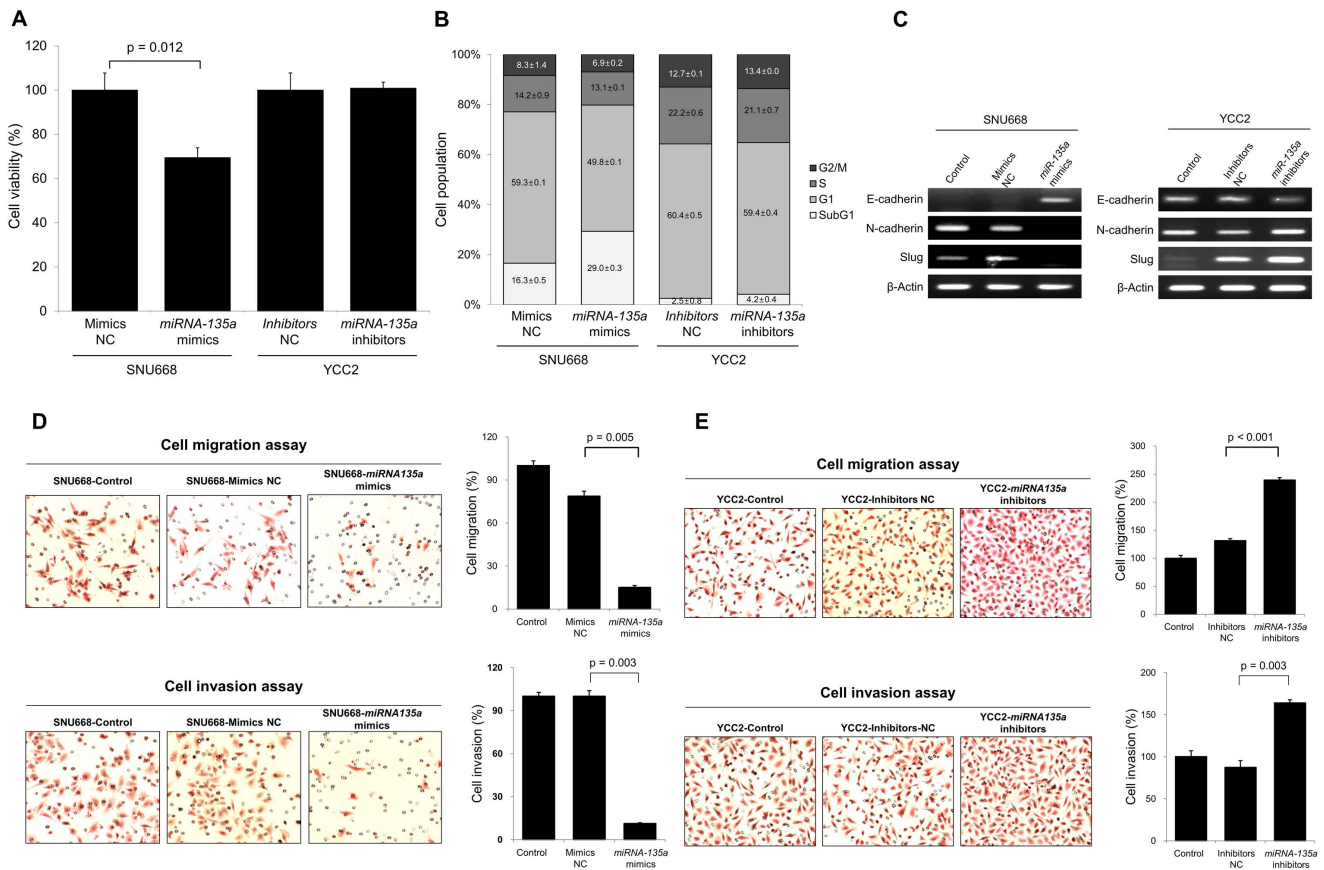 A
Cell viability (%)
120
100
80
60
40
20
0
p = 0.012
Mimics NC
miRNA-135a mimics
Inhibitors NC
miRNA-135a inhibitors
SNU668
YCC2
B
Cell population
100%
80%
60%
40%
20%
0%
8.3±1.4
14.2±0.9
59.3±0.1
16.3±0.5
6.9±0.2
13.1±0.1
49.8±0.1
29.0±0.3
12.7±0.1
22.2±0.6
60.4±0.5
2.5±0.8
13.4±0.0
21.1±0.7
59.4±0.4
4.2±0.4
G2/M
S
G1
SubG1
Mimics NC
miRNA-135a mimics
Inhibitors NC
miRNA-135a inhibitors
SNU668
YCC2
C
SNU668
Control
Mimics NC
miR-135a mimics
E-cadherin
N-cadherin
Slug
β-Actin
YCC2
Control
Inhibitors NC
miR-135a inhibitors
E-cadherin
N-cadherin
Slug
β-Actin
D
Cell migration assay
SNU668-Control
SNU668-Mimics NC
SNU668-miRNA135a mimics
Cell migration (%)
120
90
60
30
0
p = 0.005
Control
Mimics NC
miRNA-135a mimics
Cell invasion assay
SNU668-Control
SNU668-Mimics NC
SNU668-miRNA135a mimics
Cell invasion (%)
120
90
60
30
0
p = 0.003
Control
Mimics NC
miRNA-135a mimics
E
Cell migration assay
YCC2-Control
YCC2-Inhibitors NC
YCC2-miRNA135a inhibitors
Cell migration (%)
300
250
200
150
100
50
0
p < 0.001
Control
Inhibitors NC
miRNA-135a inhibitors
Cell invasion assay
YCC2-Control
YCC2-Inhibitors-NC
YCC2-miRNA135a inhibitors
Cell invasion (%)
200
150
100
50
0
p = 0.003
Control
Inhibitors NC
miRNA-135a inhibitors